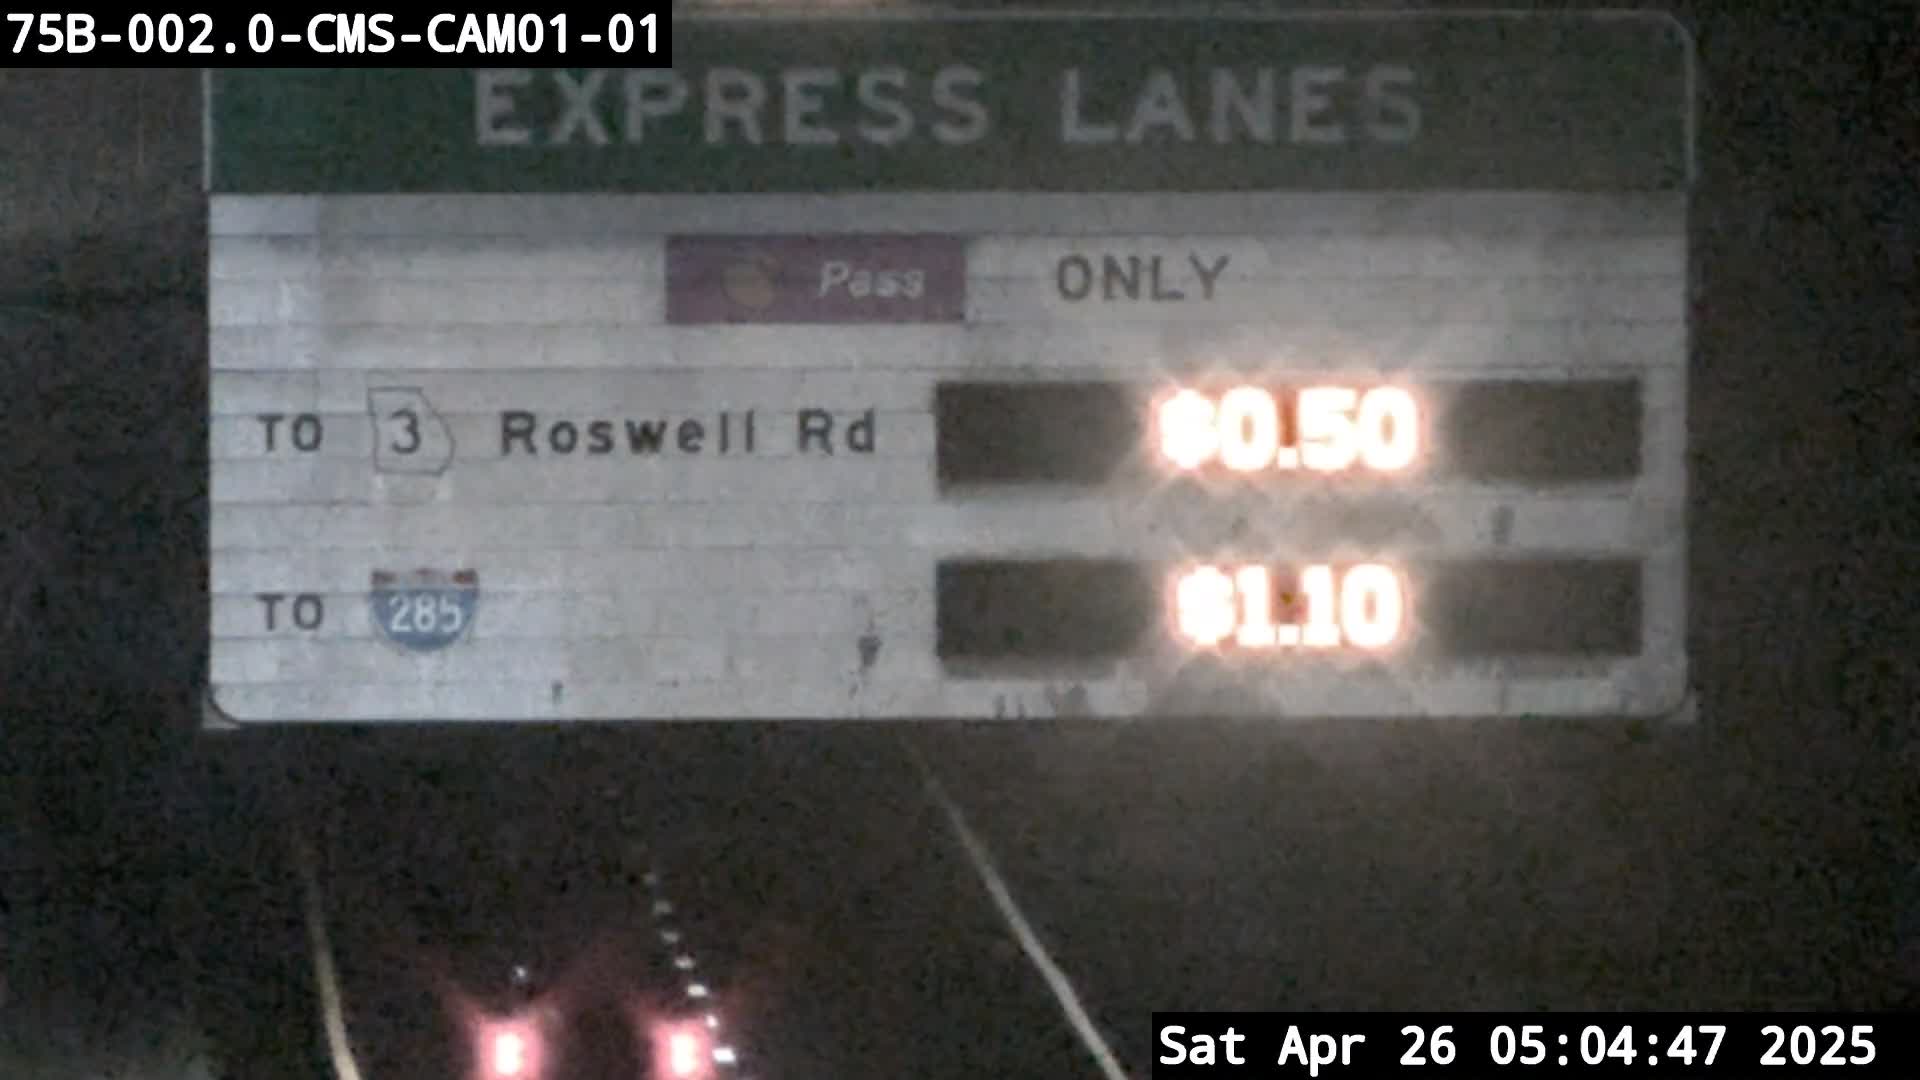 75B-002.0-CMS-CAM01-01
EXPRESS LANES
Pass ONLY
TO 3 Roswell Rd $0.50
TO 285 $1.10
Sat Apr 26 05:04:47 2025